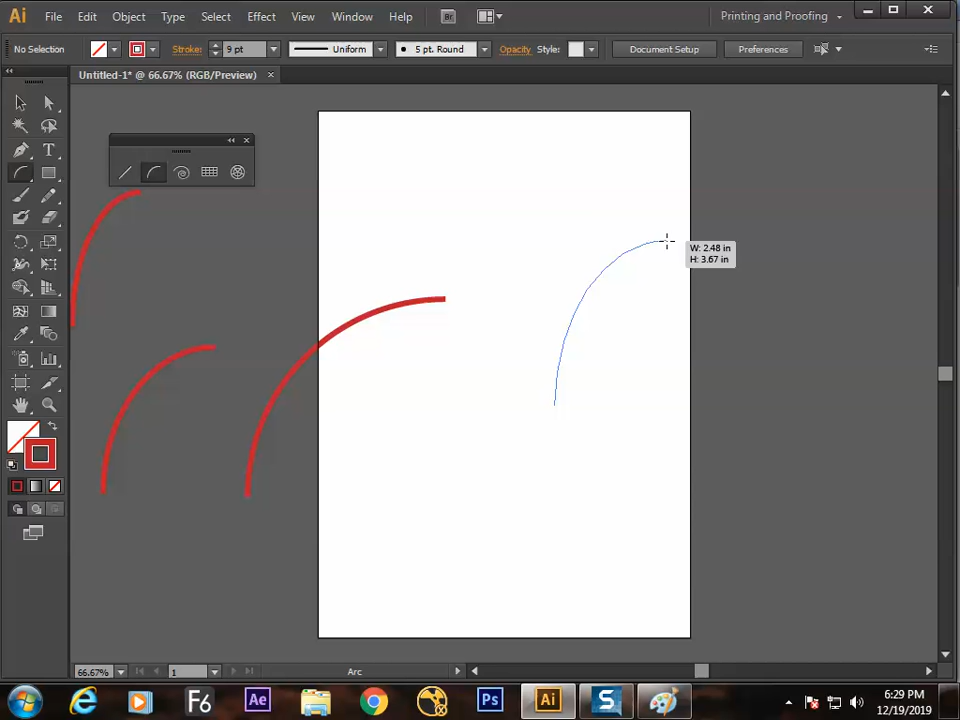 Ai File Edit Object Type Select Effect View Window Help Br Printing and Proofing
No Selection Stroke: 9 pt Uniform 5 pt. Round Opacity Style: Document Setup Preferences
Untitled-1* @ 66.67% (RGB/Preview)
T
W: 2.48 in
H: 3.67 in
66.67% 1 Arc
F6 Ae Ps Ai S 6:29 PM
12/19/2019